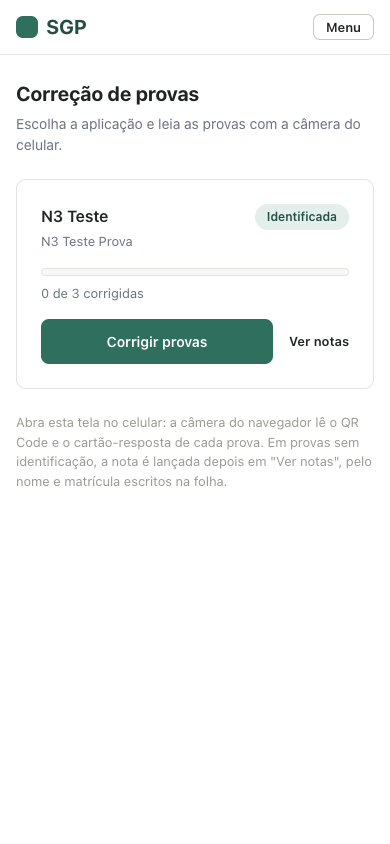 SGP
Menu
Correção de provas
Escolha a aplicação e leia as provas com a câmera do
celular.
N3 Teste
Identificada
N3 Teste Prova
0 de 3 corrigidas
Corrigir provas
Ver notas
Abra esta tela no celular: a câmera do navegador lê o QR
Code e o cartão-resposta de cada prova. Em provas sem
identificação, a nota é lançada depois em "Ver notas", pelo
nome e matrícula escritos na folha.